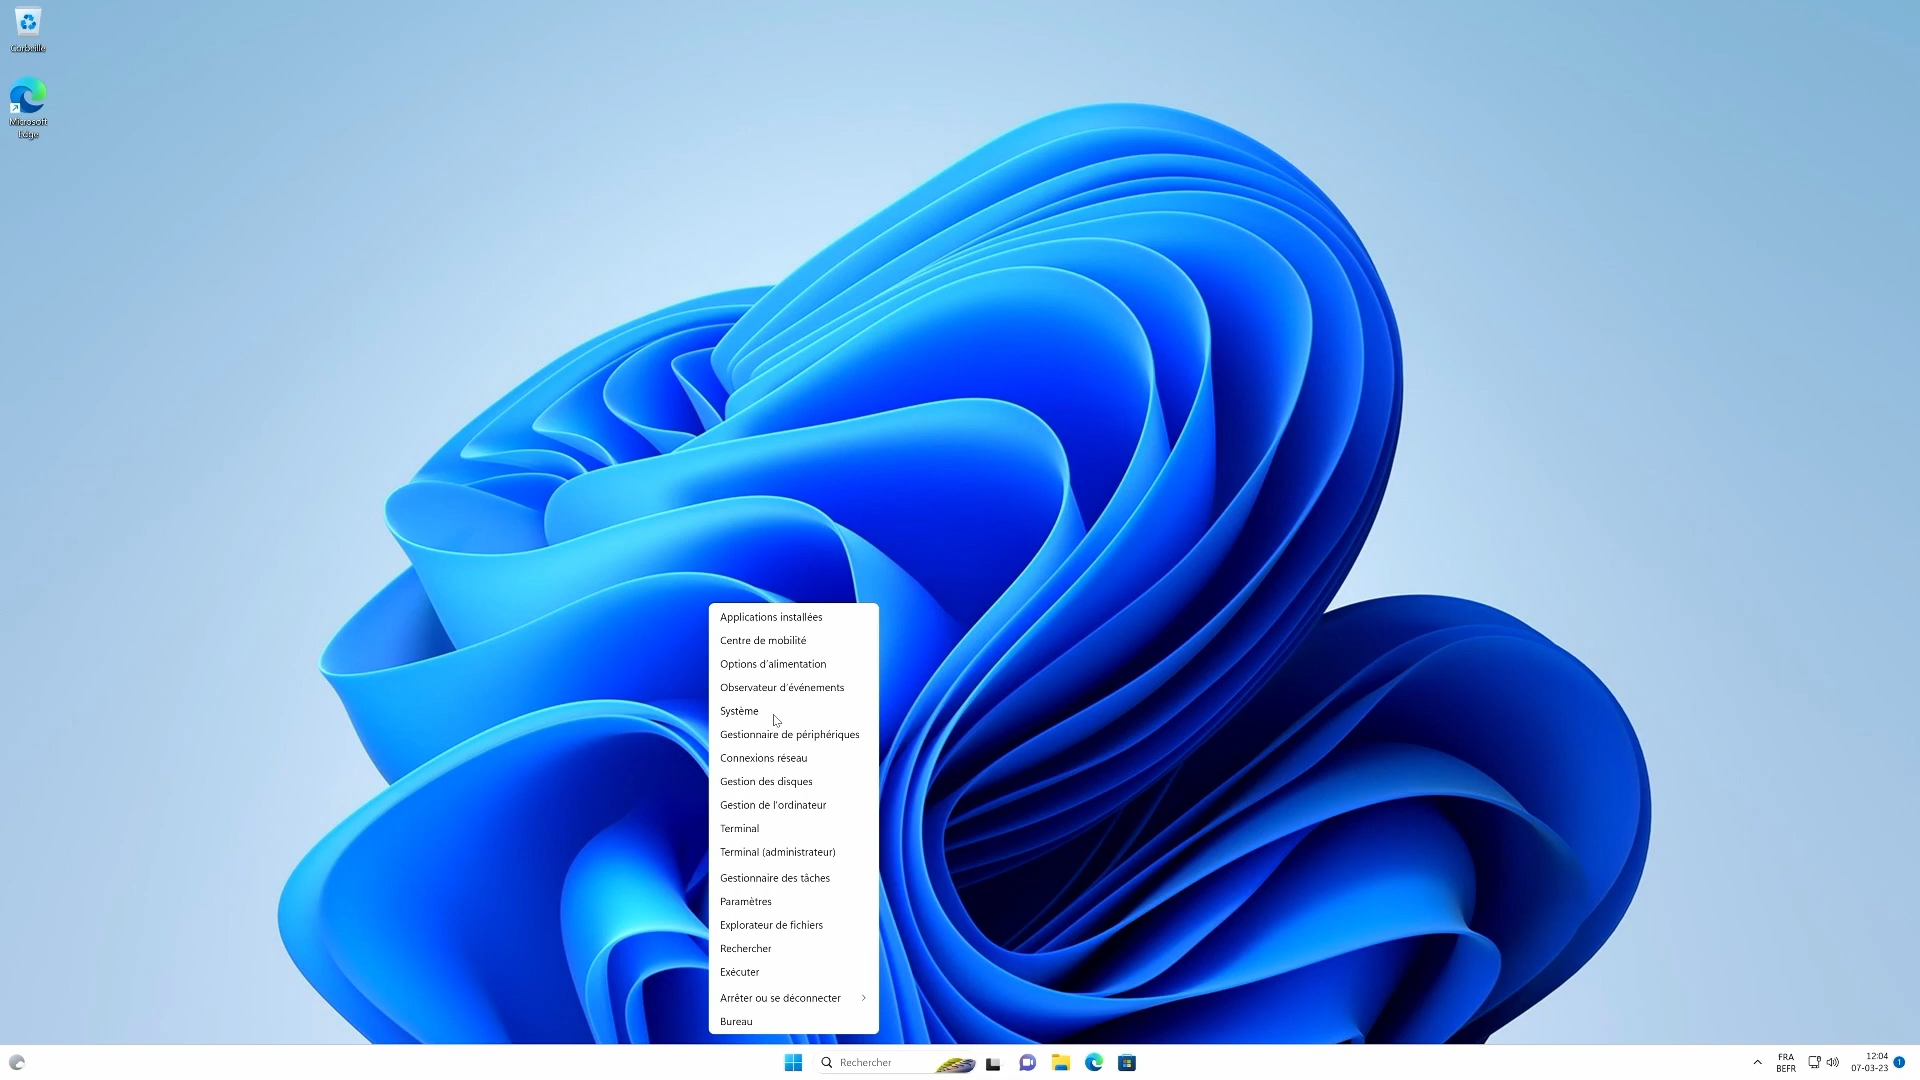 Corbeille
Microsoft
Edge
Applications installées
Centre de mobilité
Options d'alimentation
Observateur d'événements
Système
Gestionnaire de périphériques
Connexions réseau
Gestion des disques
Gestion de l'ordinateur
Terminal
Terminal (administrateur)
Gestionnaire des tâches
Paramètres
Explorateur de fichiers
Rechercher
Exécuter
Arrêter ou se déconnecter
Bureau
Rechercher
FRA
BEFR
12:04
07-03-23
1